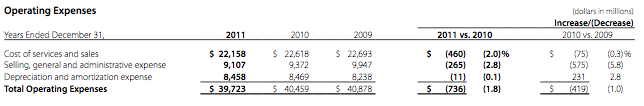 Operating Expenses
(dollars in millions)
Increase/(Decrease)
Years Ended December 31, 2011 2010 2009 2011 vs. 2010 2010 vs. 2009
Cost of services and sales $ 22,158 $ 22,618 $ 22,693 $ (460) (2.0)% $ (75) (0.3)%
Selling, general and administrative expense 9,107 9,372 9,947 (265) (2.8) (575) (5.8)
Depreciation and amortization expense 8,458 8,469 8,238 (11) (0.1) 231 2.8
Total Operating Expenses $ 39,723 $ 40,459 $ 40,878 $ (736) (1.8) $ (419) (1.0)